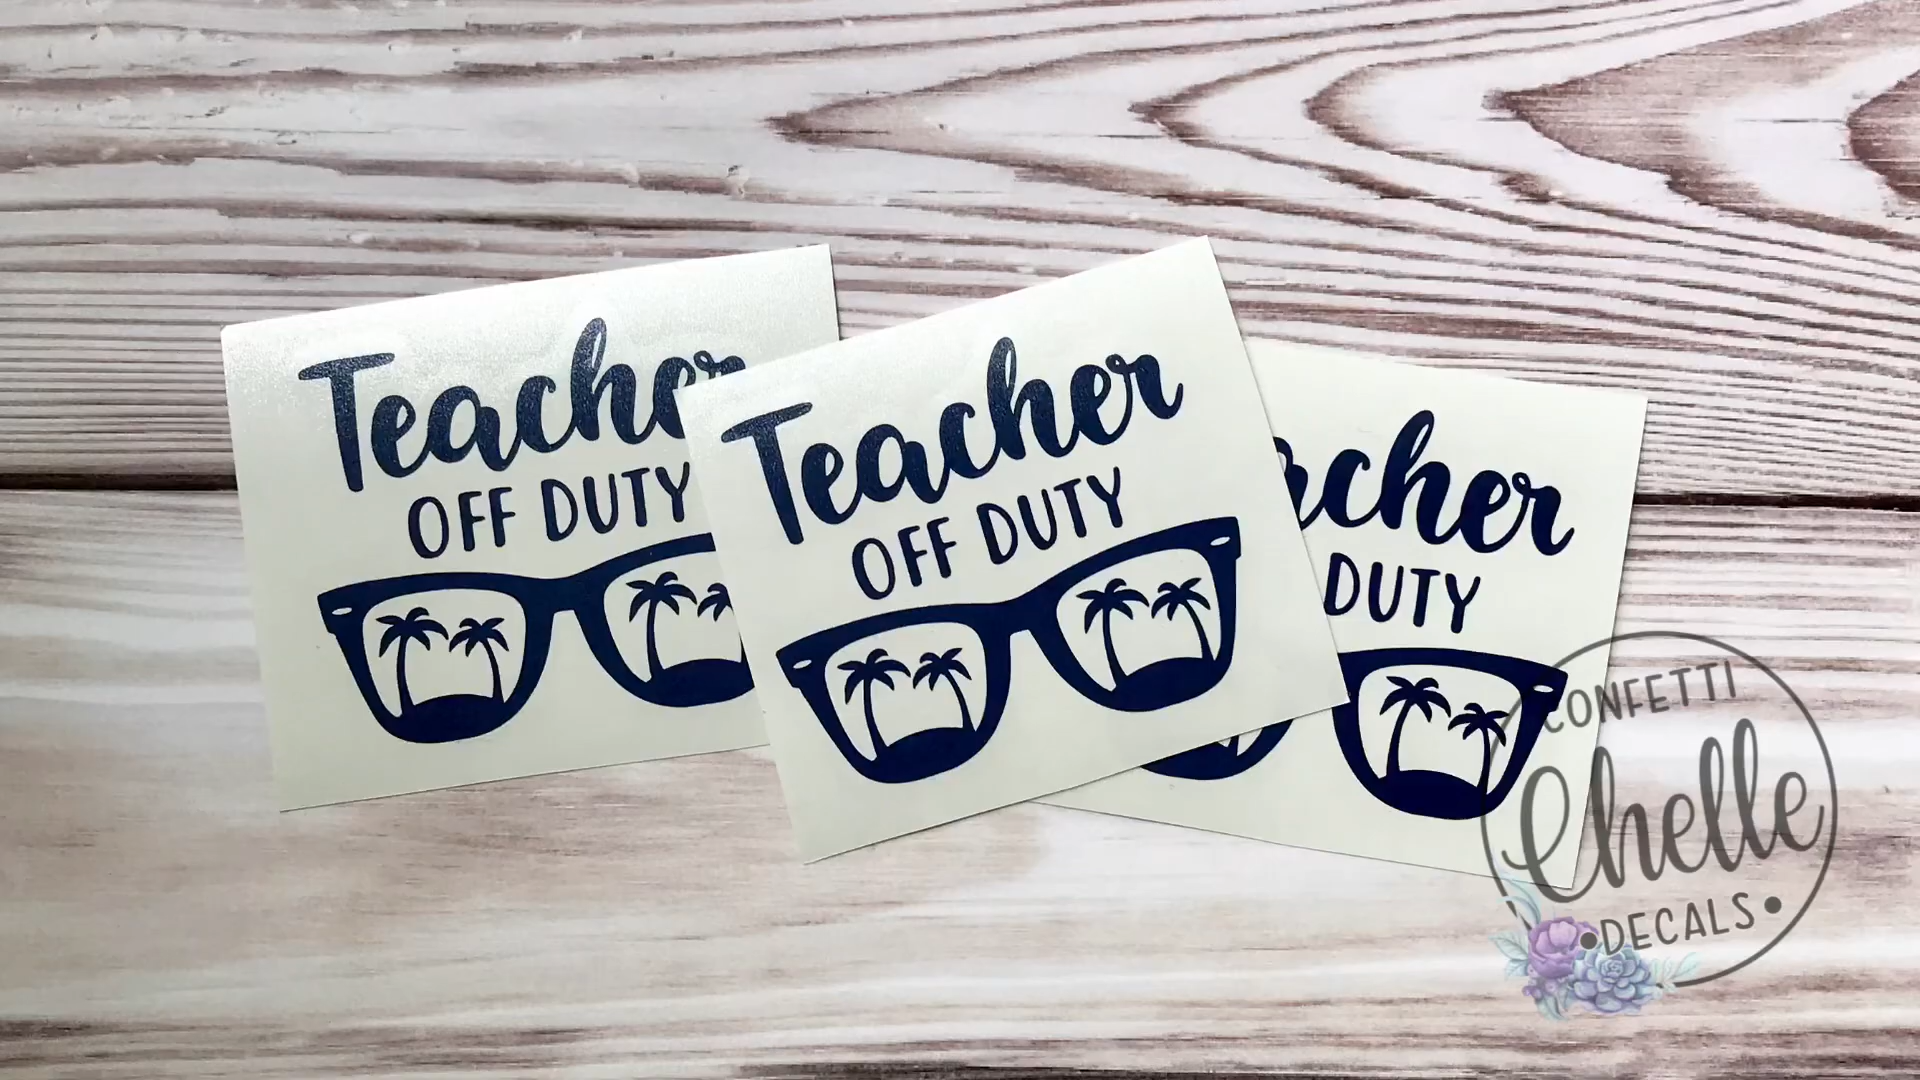 Teacher
OFF DUTY
Teacher
OFF DUTY
acher
DUTY
CONFETTI
Chelle
DECALS